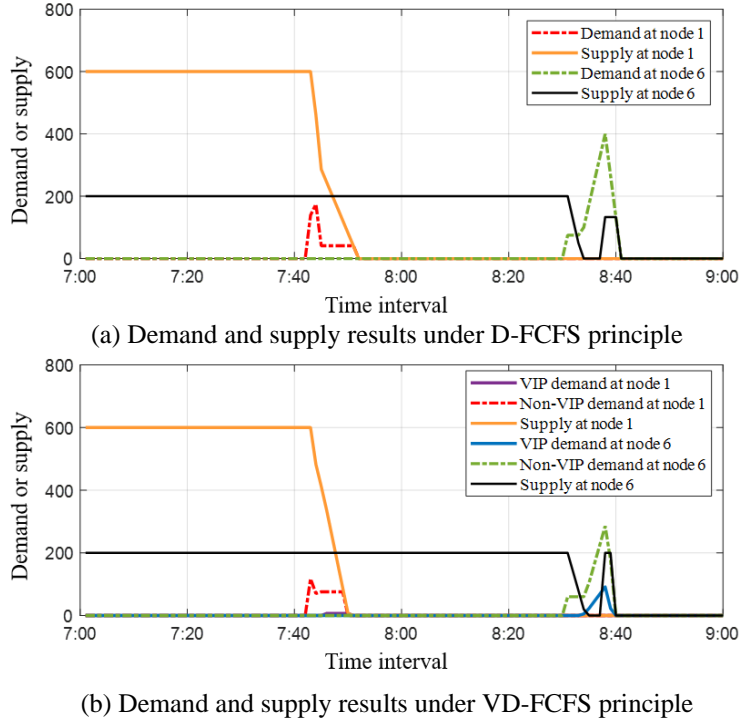 800
600
400
200
0
Demand or supply
Demand at node 1
Supply at node 1
Demand at node 6
Supply at node 6
7:01 7:20 7:40 8:00 8:20 8:40 9:00
Time interval
(a) Demand and supply results under D-FCFS principle
800
600
400
200
0
Demand or supply
VIP demand at node 1
Non-VIP demand at node 1
Supply at node 1
VIP demand at node 6
Non-VIP demand at node 6
Supply at node 6
7:00 7:20 7:40 8:00 8:20 8:40 9:00
Time interval
(b) Demand and supply results under VD-FCFS principle